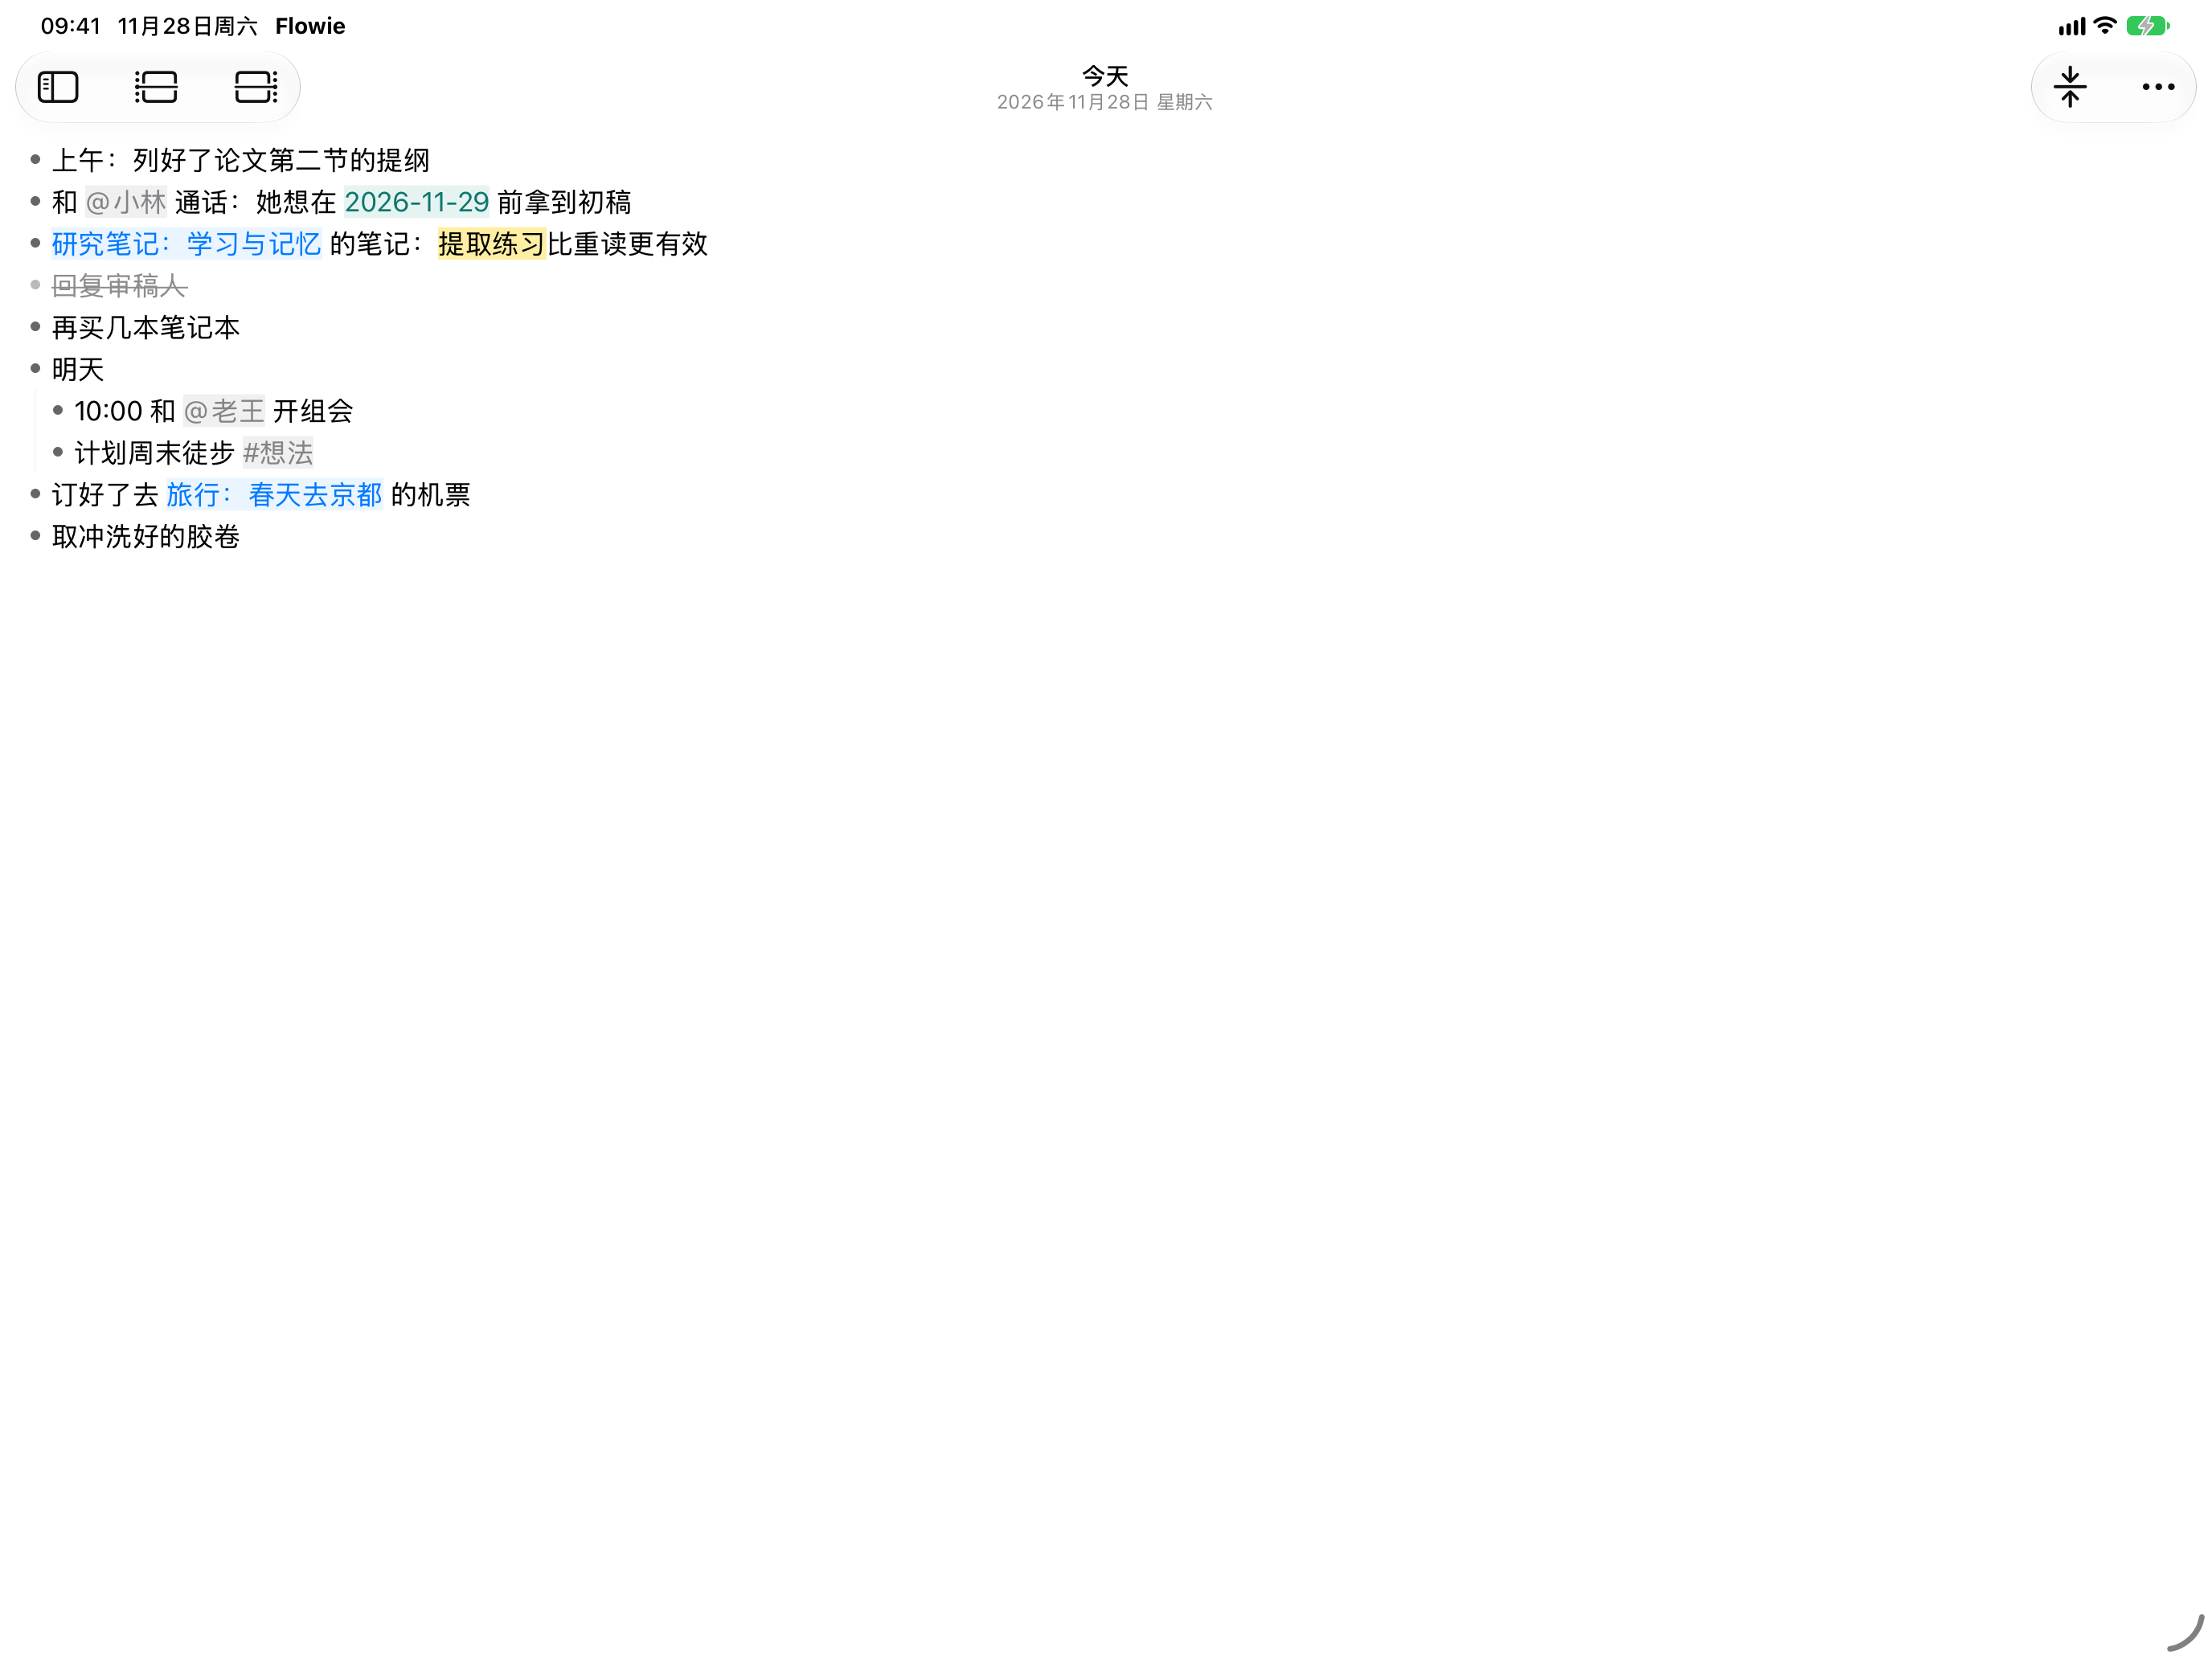 09:41 11月28日周六 Flowie
今天
2026年11月28日 星期六
上午：列好了论文第二节的提纲
和 @小林 通话：她想在 2026-11-29 前拿到初稿
研究笔记：学习与记忆 的笔记：提取练习比重读更有效
回复审稿人
再买几本笔记本
明天
10:00 和 @老王 开组会
计划周末徒步 #想法
订好了去 旅行：春天去京都 的机票
取冲洗好的胶卷